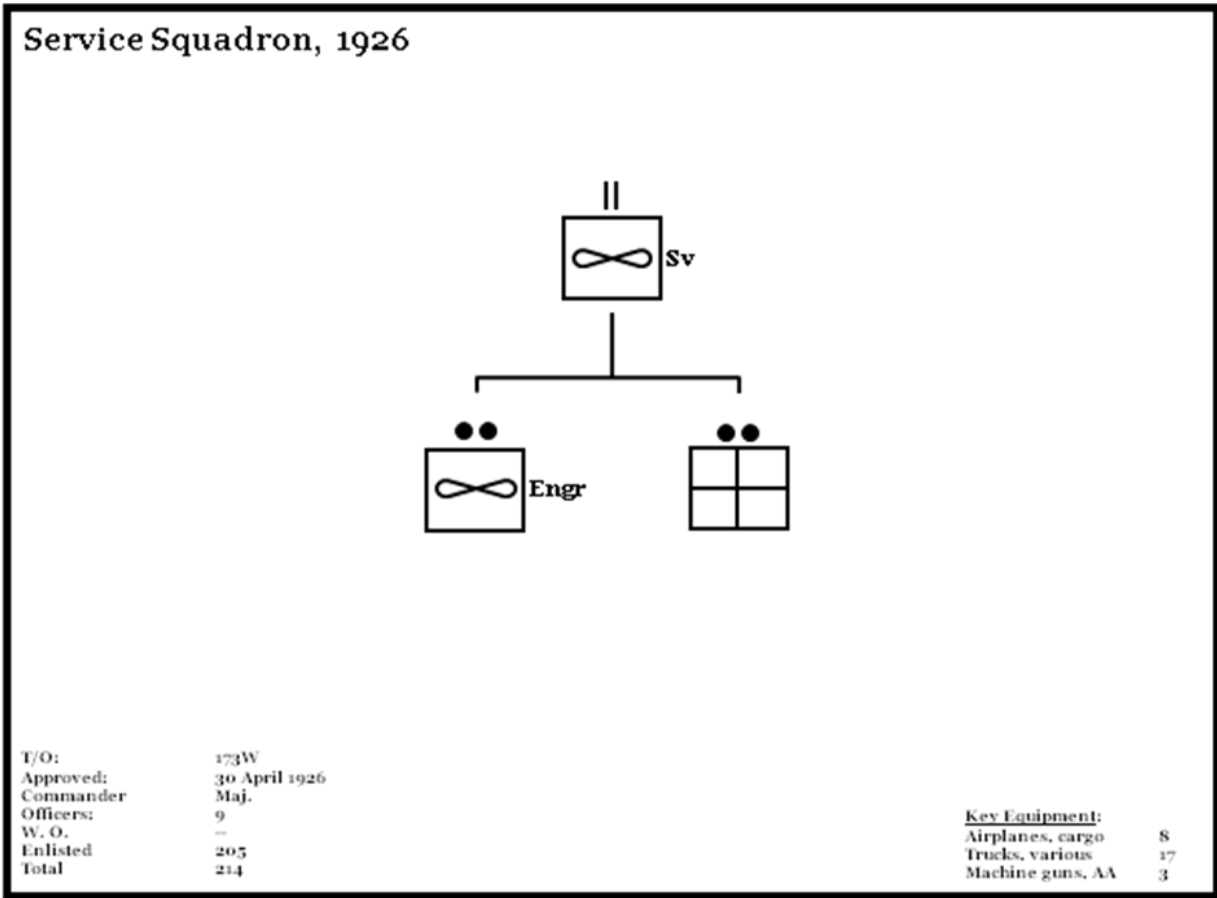 Service Squadron, 1926
Sv
Engr
T/O: 173W
Approved: 30 April 1926
Commander Maj.
Officers: 9
W. O. --
Enlisted 205
Total 214
Key Equipment:
Airplanes, cargo 8
Trucks, various 17
Machine guns, AA 3